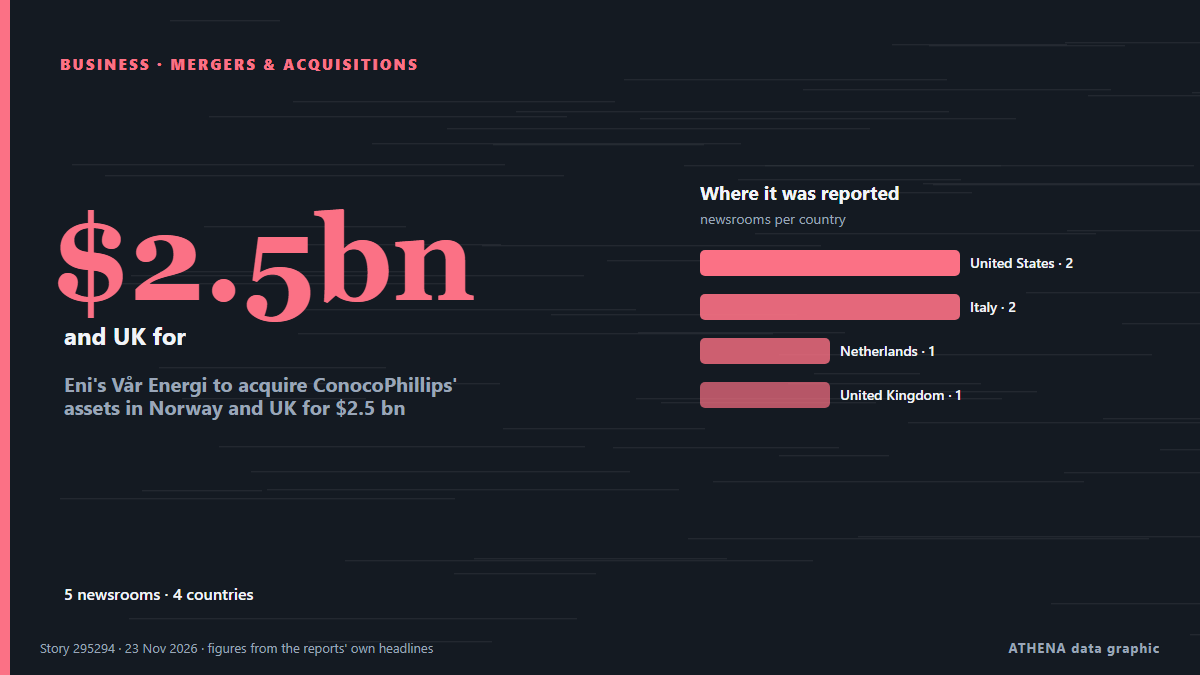 BUSINESS · MERGERS & ACQUISITIONS
$2.5bn
and UK for
Eni's Vår Energi to acquire ConocoPhillips'
assets in Norway and UK for $2.5 bn
Where it was reported
newsrooms per country
United States · 2
Italy · 2
Netherlands · 1
United Kingdom · 1
5 newsrooms · 4 countries
Story 295294 · 23 Nov 2026 · figures from the reports' own headlines
ATHENA data graphic